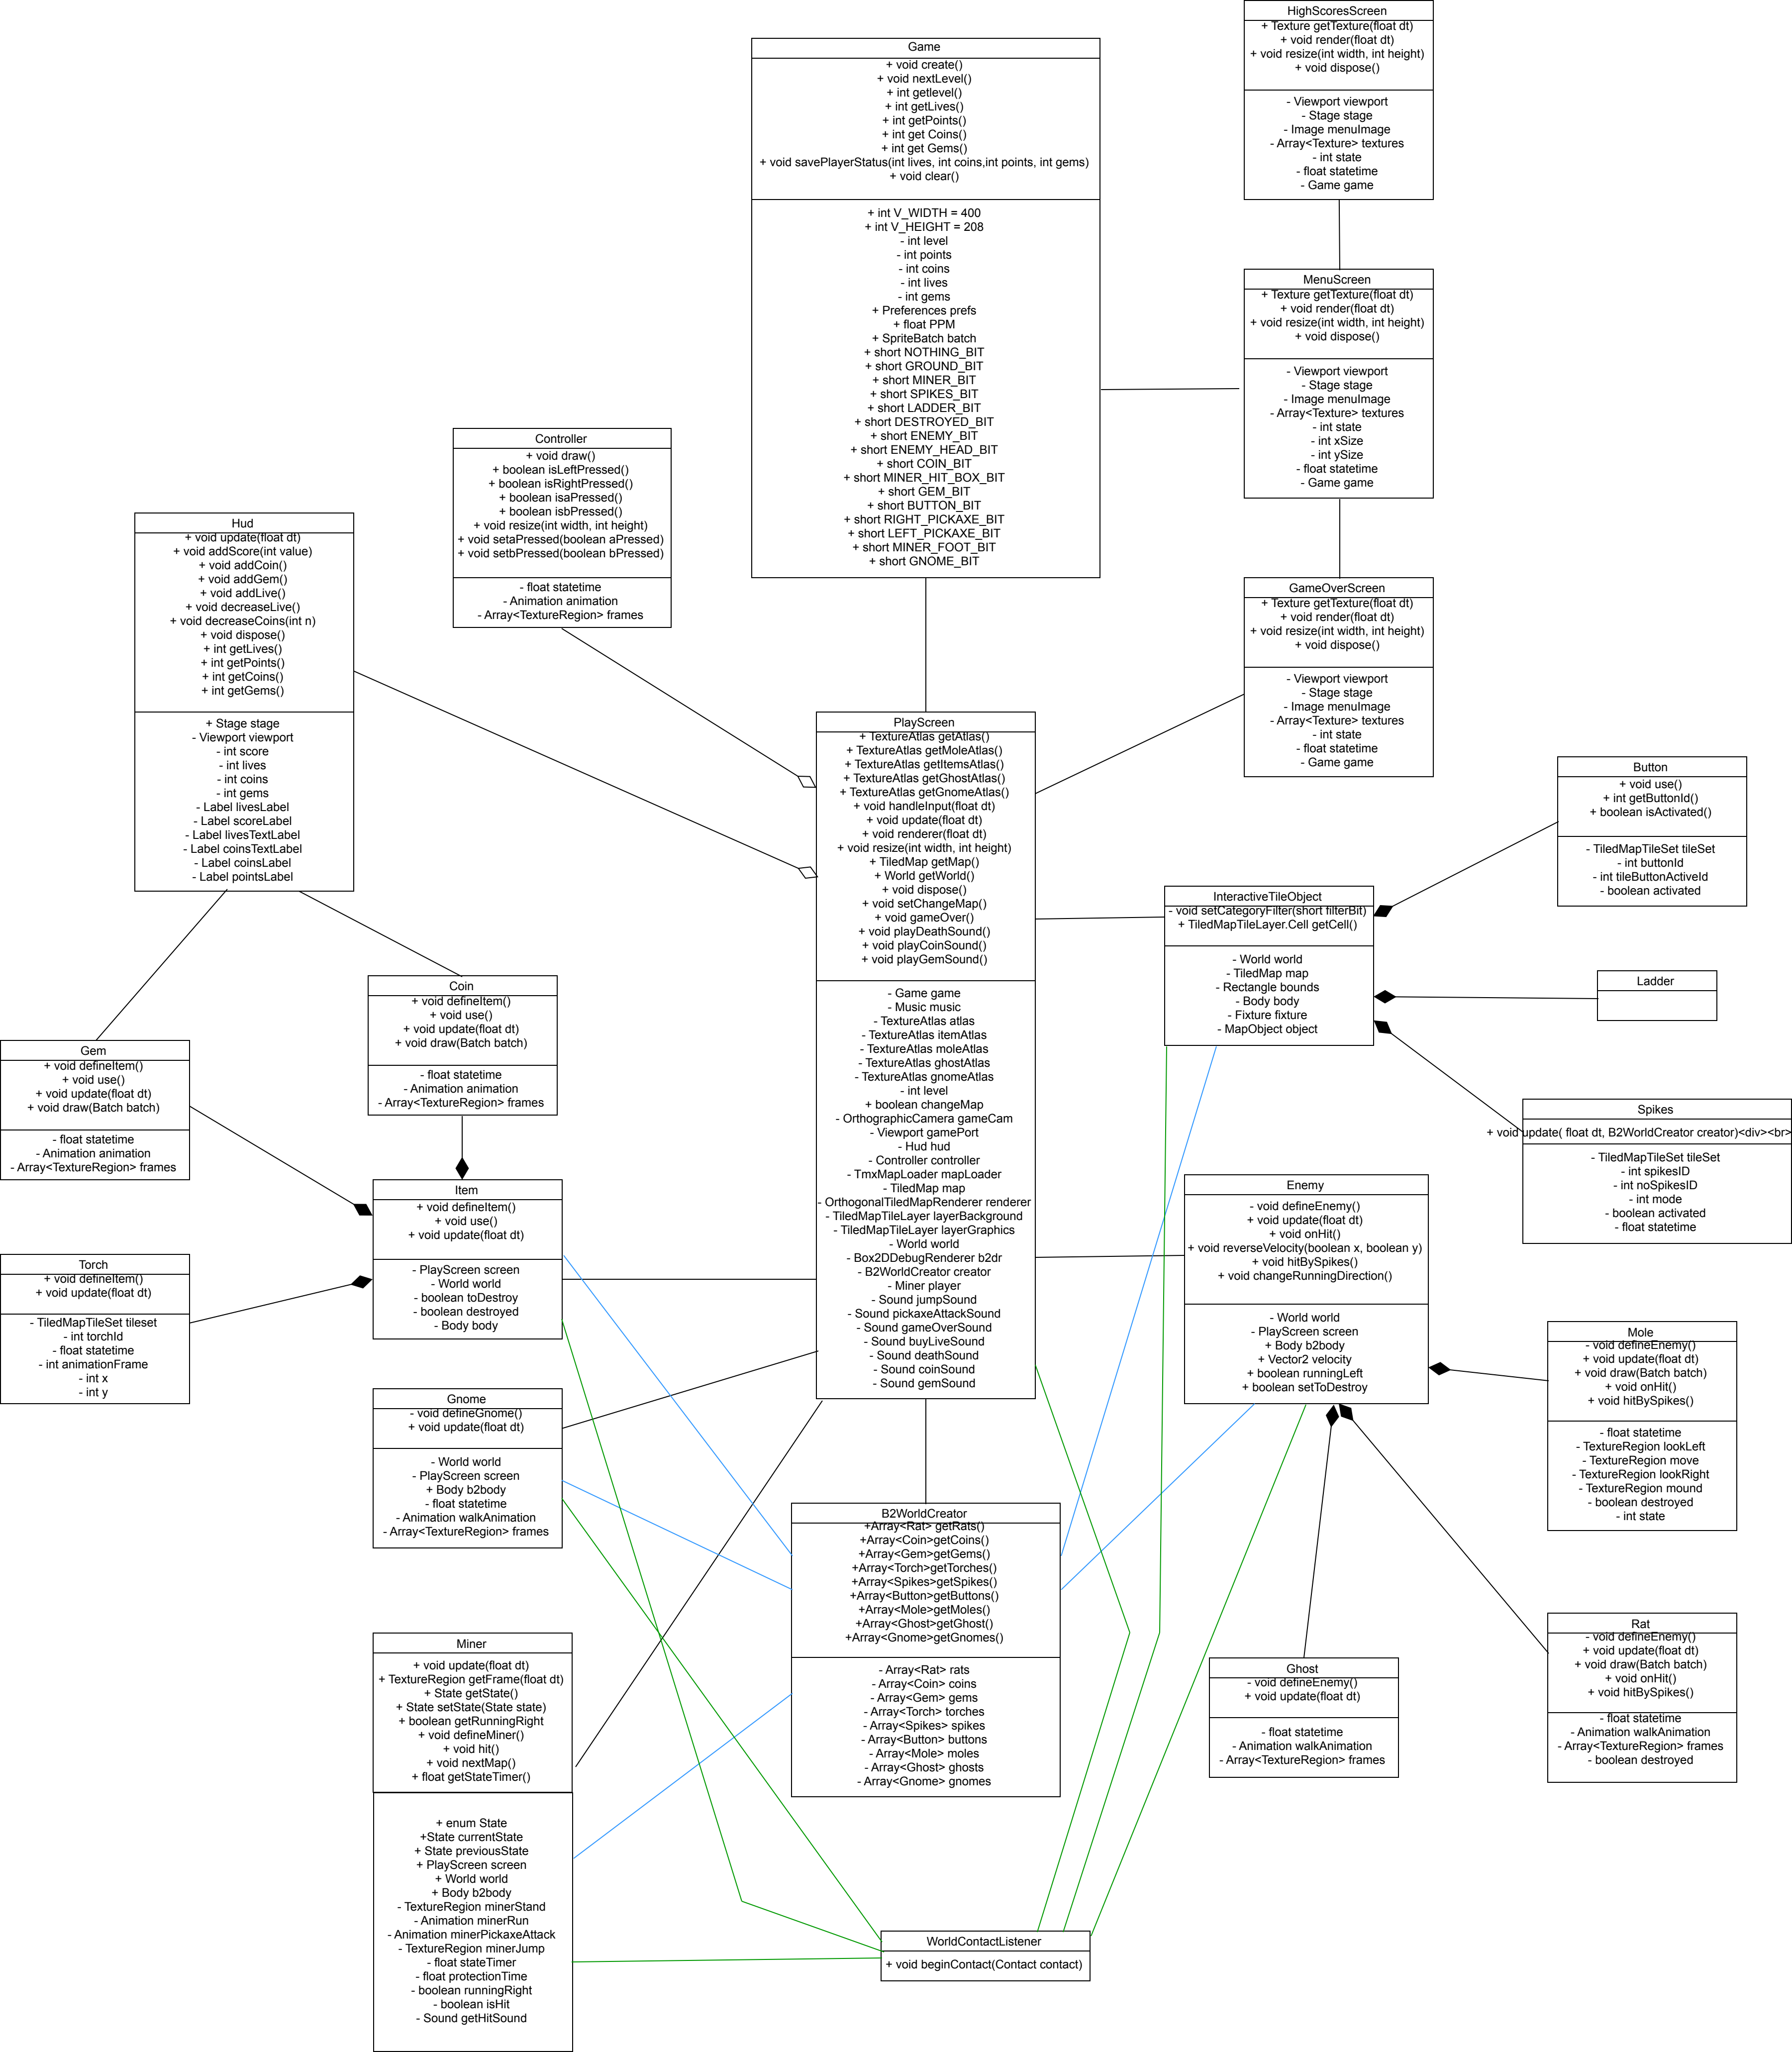 HighScoresScreen
+ Texture getTexture(float dt)
+ void render(float dt)
+ void resize(int width, int height)
+ void dispose()
- Viewport viewport
- Stage stage
- Image menuImage
- Array<Texture> textures
- int state
- float statetime
- Game game
Game
+ void create()
+ void nextLevel()
+ int getlevel()
+ int getLives()
+ int getPoints()
+ int get Coins()
+ int get Gems()
+ void savePlayerStatus(int lives, int coins,int points, int gems)
+ void clear()
+ int V_WIDTH = 400
+ int V_HEIGHT = 208
- int level
- int points
- int coins
- int lives
- int gems
+ Preferences prefs
+ float PPM
+ SpriteBatch batch
+ short NOTHING_BIT
+ short GROUND_BIT
+ short MINER_BIT
+ short SPIKES_BIT
+ short LADDER_BIT
+ short DESTROYED_BIT
+ short ENEMY_BIT
+ short ENEMY_HEAD_BIT
+ short COIN_BIT
+ short MINER_HIT_BOX_BIT
+ short GEM_BIT
+ short BUTTON_BIT
+ short RIGHT_PICKAXE_BIT
+ short LEFT_PICKAXE_BIT
+ short MINER_FOOT_BIT
+ short GNOME_BIT
MenuScreen
+ Texture getTexture(float dt)
+ void render(float dt)
+ void resize(int width, int height)
+ void dispose()
- Viewport viewport
- Stage stage
- Image menuImage
- Array<Texture> textures
- int state
- int xSize
- int ySize
- float statetime
- Game game
Controller
+ void draw()
+ boolean isLeftPressed()
+ boolean isRightPressed()
+ boolean isaPressed()
+ boolean isbPressed()
+ void resize(int width, int height)
+ void setaPressed(boolean aPressed)
+ void setbPressed(boolean bPressed)
- float statetime
- Animation animation
- Array<TextureRegion> frames
Hud
+ void update(float dt)
+ void addScore(int value)
+ void addCoin()
+ void addGem()
+ void addLive()
+ void decreaseLive()
+ void decreaseCoins(int n)
+ void dispose()
+ int getLives()
+ int getPoints()
+ int getCoins()
+ int getGems()
+ Stage stage
- Viewport viewport
- int score
- int lives
- int coins
- int gems
- Label livesLabel
- Label scoreLabel
- Label livesTextLabel
- Label coinsTextLabel
- Label coinsLabel
- Label pointsLabel
GameOverScreen
+ Texture getTexture(float dt)
+ void render(float dt)
+ void resize(int width, int height)
+ void dispose()
- Viewport viewport
- Stage stage
- Image menuImage
- Array<Texture> textures
- int state
- float statetime
- Game game
PlayScreen
+ TextureAtlas getAtlas()
+ TextureAtlas getMoleAtlas()
+ TextureAtlas getItemsAtlas()
+ TextureAtlas getGhostAtlas()
+ TextureAtlas getGnomeAtlas()
+ void handleInput(float dt)
+ void update(float dt)
+ void renderer(float dt)
+ void resize(int width, int height)
+ TiledMap getMap()
+ World getWorld()
+ void dispose()
+ void setChangeMap()
+ void gameOver()
+ void playDeathSound()
+ void playCoinSound()
+ void playGemSound()
- Game game
- Music music
- TextureAtlas atlas
- TextureAtlas itemAtlas
- TextureAtlas moleAtlas
- TextureAtlas ghostAtlas
- TextureAtlas gnomeAtlas
- int level
+ boolean changeMap
- OrthographicCamera gameCam
- Viewport gamePort
- Hud hud
- Controller controller
- TmxMapLoader mapLoader
- TiledMap map
- OrthogonalTiledMapRenderer renderer
- TiledMapTileLayer layerBackground
- TiledMapTileLayer layerGraphics
- World world
- Box2DDebugRenderer b2dr
- B2WorldCreator creator
- Miner player
- Sound jumpSound
- Sound pickaxeAttackSound
- Sound gameOverSound
- Sound buyLiveSound
- Sound deathSound
- Sound coinSound
- Sound gemSound
Button
+ void use()
+ int getButtonId()
+ boolean isActivated()
- TiledMapTileSet tileSet
- int buttonId
- int tileButtonActiveId
- boolean activated
InteractiveTileObject
- void setCategoryFilter(short filterBit)
+ TiledMapTileLayer.Cell getCell()
- World world
- TiledMap map
- Rectangle bounds
- Body body
- Fixture fixture
- MapObject object
Ladder
Coin
+ void defineItem()
+ void use()
+ void update(float dt)
+ void draw(Batch batch)
- float statetime
- Animation animation
- Array<TextureRegion> frames
Gem
+ void defineItem()
+ void use()
+ void update(float dt)
+ void draw(Batch batch)
- float statetime
- Animation animation
- Array<TextureRegion> frames
Spikes
+ void update( float dt, B2WorldCreator creator)<div><br>
- TiledMapTileSet tileSet
- int spikesID
- int noSpikesID
- int mode
- boolean activated
- float statetime
Item
+ void defineItem()
+ void use()
+ void update(float dt)
- PlayScreen screen
- World world
- boolean toDestroy
- boolean destroyed
- Body body
Enemy
- void defineEnemy()
+ void update(float dt)
+ void onHit()
+ void reverseVelocity(boolean x, boolean y)
+ void hitBySpikes()
+ void changeRunningDirection()
- World world
- PlayScreen screen
+ Body b2body
+ Vector2 velocity
+ boolean runningLeft
+ boolean setToDestroy
Torch
+ void defineItem()
+ void update(float dt)
- TiledMapTileSet tileset
- int torchId
- float statetime
- int animationFrame
- int x
- int y
Mole
- void defineEnemy()
+ void update(float dt)
+ void draw(Batch batch)
+ void onHit()
+ void hitBySpikes()
- float statetime
- TextureRegion lookLeft
- TextureRegion move
- TextureRegion lookRight
- TextureRegion mound
- boolean destroyed
- int state
Gnome
- void defineGnome()
+ void update(float dt)
- World world
- PlayScreen screen
+ Body b2body
- float statetime
- Animation walkAnimation
- Array<TextureRegion> frames
B2WorldCreator
+Array<Rat> getRats()
+Array<Coin>getCoins()
+Array<Gem>getGems()
+Array<Torch>getTorches()
+Array<Spikes>getSpikes()
+Array<Button>getButtons()
+Array<Mole>getMoles()
+Array<Ghost>getGhost()
+Array<Gnome>getGnomes()
- Array<Rat> rats
- Array<Coin> coins
- Array<Gem> gems
- Array<Torch> torches
- Array<Spikes> spikes
- Array<Button> buttons
- Array<Mole> moles
- Array<Ghost> ghosts
- Array<Gnome> gnomes
Rat
- void defineEnemy()
+ void update(float dt)
+ void draw(Batch batch)
+ void onHit()
+ void hitBySpikes()
- float statetime
- Animation walkAnimation
- Array<TextureRegion> frames
- boolean destroyed
Ghost
- void defineEnemy()
+ void update(float dt)
- float statetime
- Animation walkAnimation
- Array<TextureRegion> frames
Miner
+ void update(float dt)
+ TextureRegion getFrame(float dt)
+ State getState()
+ State setState(State state)
+ boolean getRunningRight
+ void defineMiner()
+ void hit()
+ void nextMap()
+ float getStateTimer()
+ enum State
+State currentState
+ State previousState
+ PlayScreen screen
+ World world
+ Body b2body
- TextureRegion minerStand
- Animation minerRun
- Animation minerPickaxeAttack
- TextureRegion minerJump
- float stateTimer
- float protectionTime
- boolean runningRight
- boolean isHit
- Sound getHitSound
WorldContactListener
+ void beginContact(Contact contact)